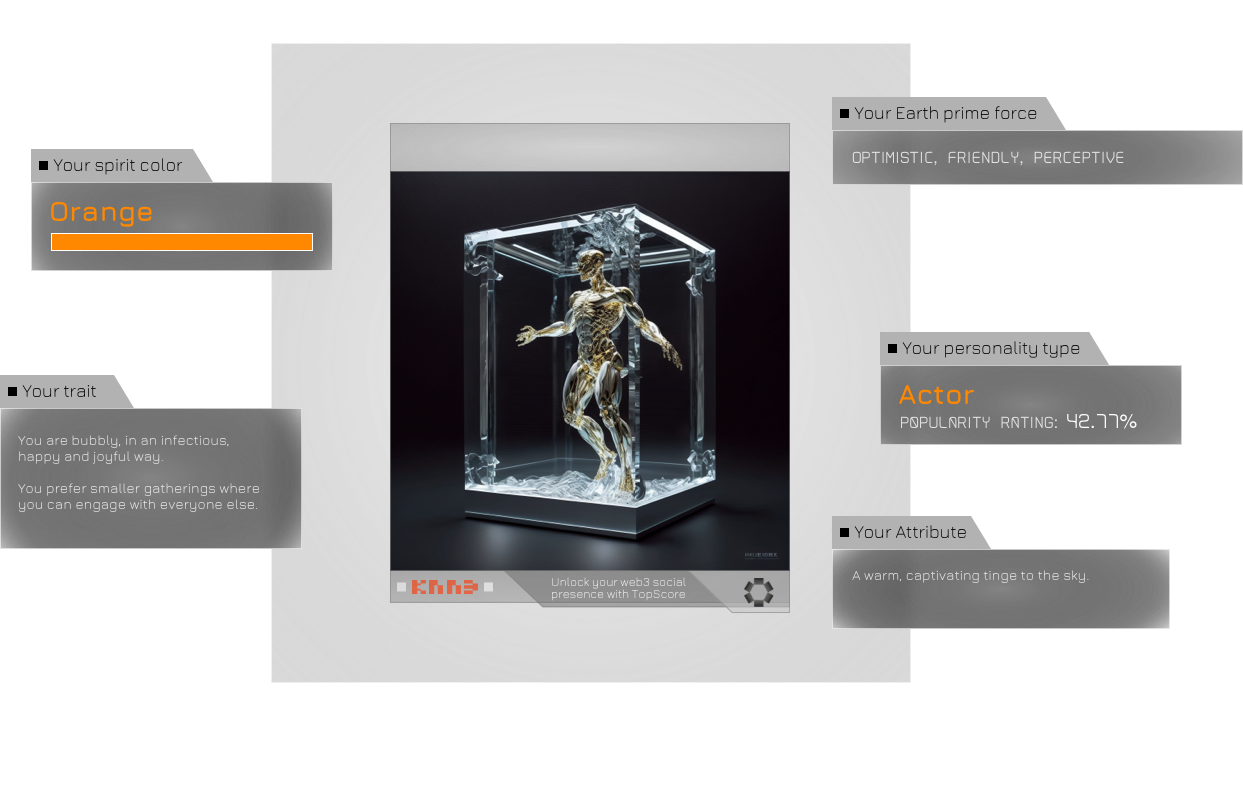 Your Earth prime force
OPTIMISTIC, FRIENDLY, PERCEPTIVE
Your spirit color
Orange
Your personality type
Actor
POPULARITY RATING: 42.77%
Your trait
You are bubbly, in an infectious,
happy and joyful way.
You prefer smaller gatherings where
you can engage with everyone else.
Your Attribute
A warm, captivating tinge to the sky.
KNN3
Unlock your web3 social
presence with TopScore